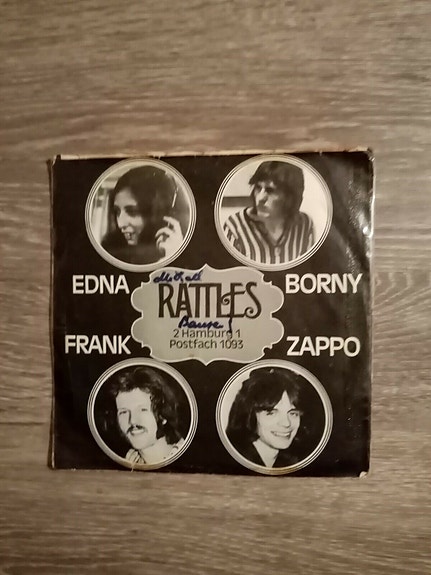 EDNA
BORNY
RATTLES
2 Hamburg 1
Postfach 1093
FRANK
ZAPPO